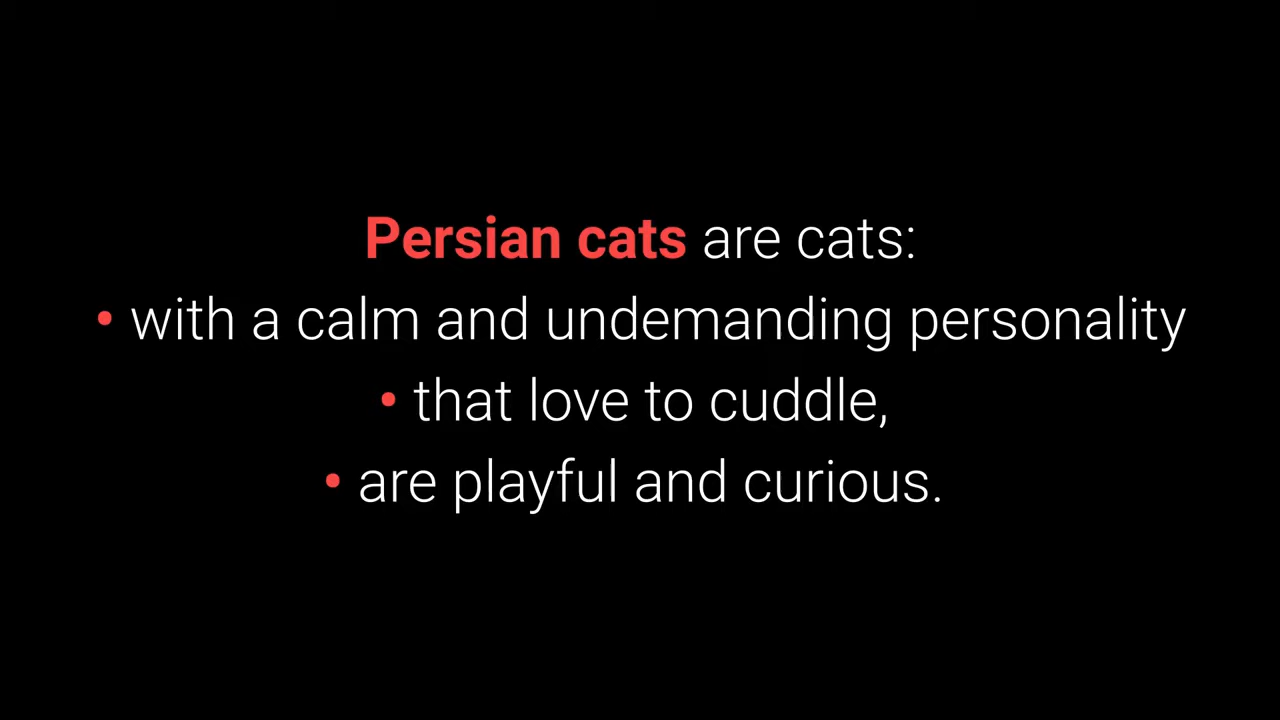 Persian cats are cats:
• with a calm and undemanding personality
• that love to cuddle,
• are playful and curious.